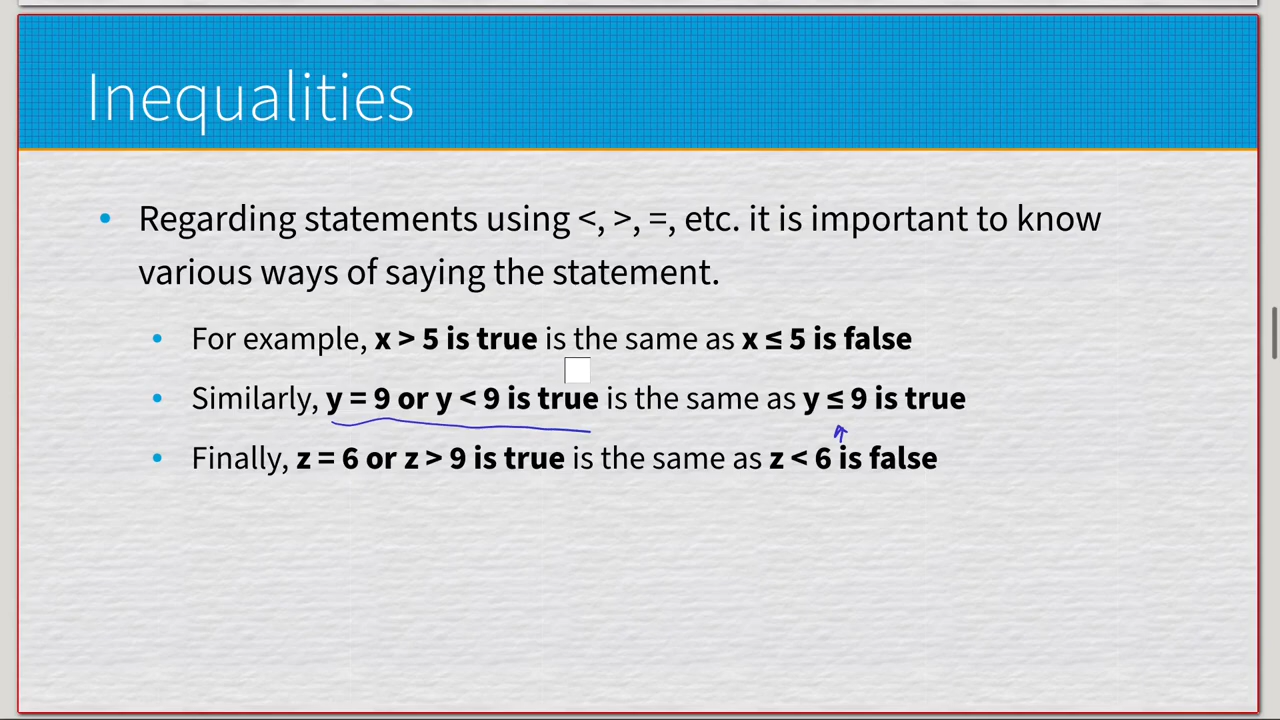 Inequalities
• Regarding statements using <, >, =, etc. it is important to know
various ways of saying the statement.
• For example, x > 5 is true is the same as x ≤ 5 is false
• Similarly, y = 9 or y < 9 is true is the same as y ≤ 9 is true
• Finally, z = 6 or z > 9 is true is the same as z < 6 is false